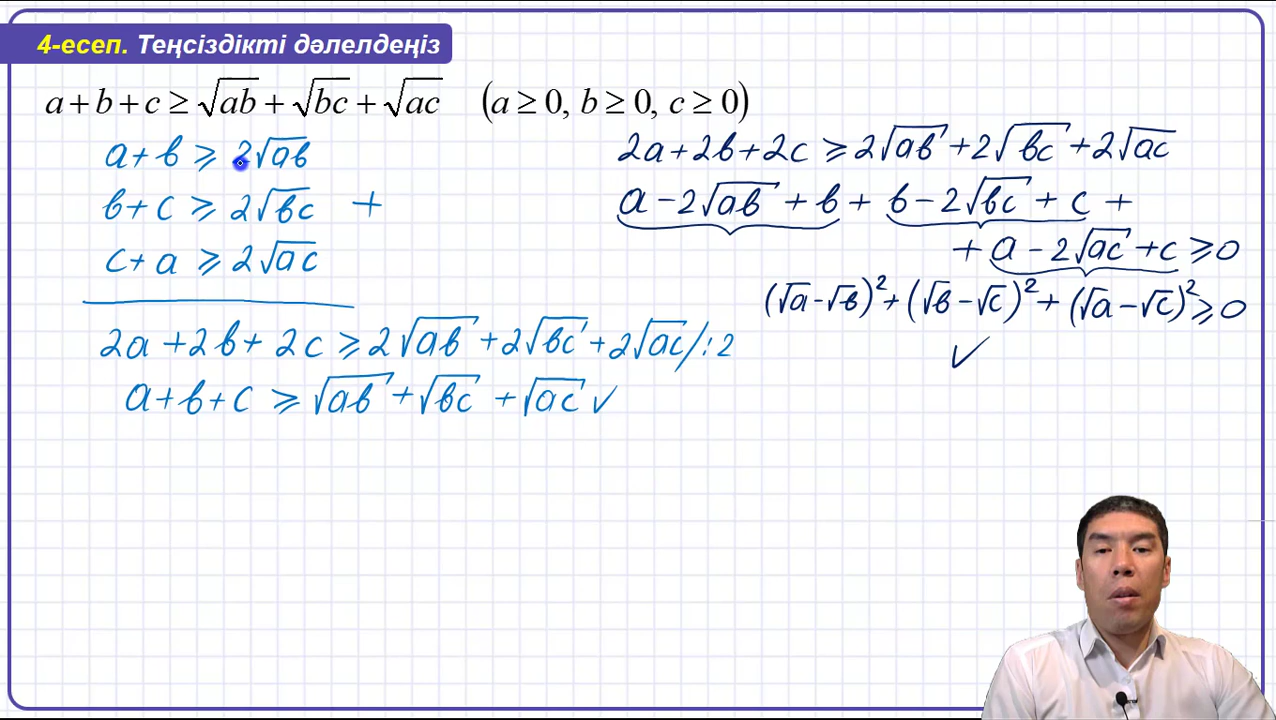 4-есеп. Теңсіздікті дәлелдеңіз
a + b + c ≥ √ab + √bc + √ac (a ≥ 0, b ≥ 0, c ≥ 0)
a + b ≥ 2√ab
b + c ≥ 2√bc +
c + a ≥ 2√ac
2a + 2b + 2c ≥ 2√ab + 2√bc + 2√ac /:2
a + b + c ≥ √ab + √bc + √ac ✓
2a + 2b + 2c ≥ 2√ab + 2√bc + 2√ac
a − 2√ab + b + b − 2√bc + c +
+ a − 2√ac + c ≥ 0
(√a − √b)² + (√b − √c)² + (√a − √c)² ≥ 0
✓